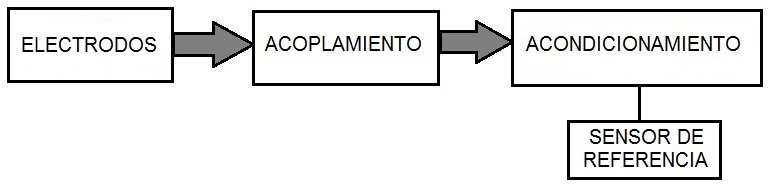 ELECTRODOS
ACOPLAMIENTO
ACONDICIONAMIENTO
SENSOR DE
REFERENCIA